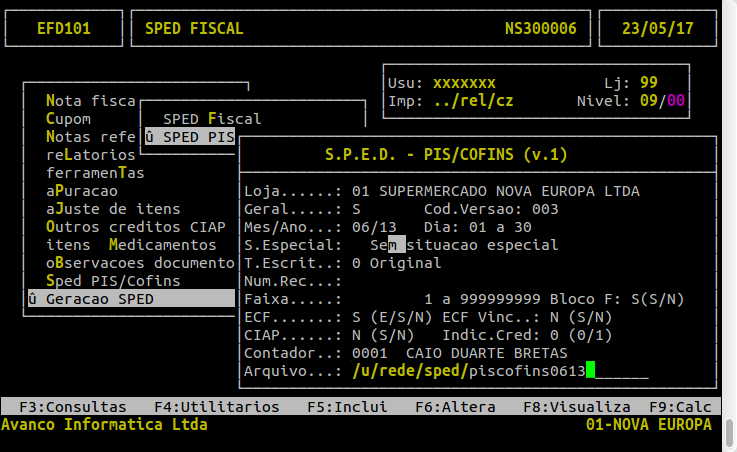 EFD101 SPED FISCAL NS300006 23/05/17
Usu: xxxxxxx Lj: 99
Imp: ../rel/cz Nivel: 09/00
Nota fisca
Cupom SPED Fiscal
Notas refe û SPED PIS
reLatorios S.P.E.D. - PIS/COFINS (v.1)
ferramenTas
aPuracao Loja......: 01 SUPERMERCADO NOVA EUROPA LTDA
aJuste de itens Geral.....: S Cod.Versao: 003
Outros creditos CIAP Mes/Ano...: 06/13 Dia: 01 a 30
itens Medicamentos S.Especial: Sem situacao especial
oBservacoes documento T.Escrit..: 0 Original
Sped PIS/Cofins Num.Rec...:
û Geracao SPED Faixa.....: 1 a 999999999 Bloco F: S(S/N)
ECF.......: S (E/S/N) ECF Vinc..: N (S/N)
CIAP......: N (S/N) Indic.Cred: 0 (0/1)
Contador..: 0001 CAIO DUARTE BRETAS
Arquivo...: /u/rede/sped/piscofins0613______
F3:Consultas F4:Utilitarios F5:Inclui F6:Altera F8:Visualiza F9:Calc
Avanco Informatica Ltda 01-NOVA EUROPA